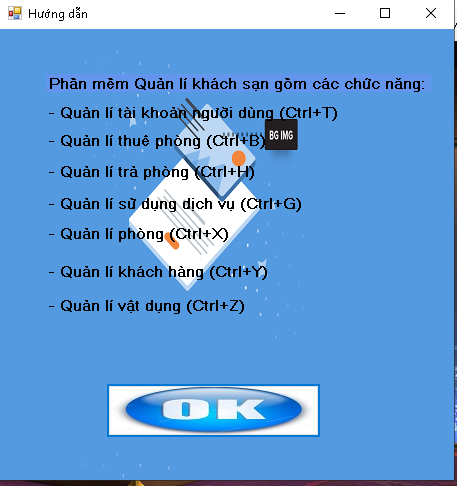 Hướng dẫn
Phần mềm Quản lí khách sạn gồm các chức năng:
- Quản lí tài khoản người dùng (Ctrl+T)
- Quản lí thuê phòng (Ctrl+B)
BG IMG
- Quản lí trả phòng (Ctrl+H)
- Quản lí sử dụng dịch vụ (Ctrl+G)
- Quản lí phòng (Ctrl+X)
- Quản lí khách hàng (Ctrl+Y)
- Quản lí vật dụng (Ctrl+Z)
OK